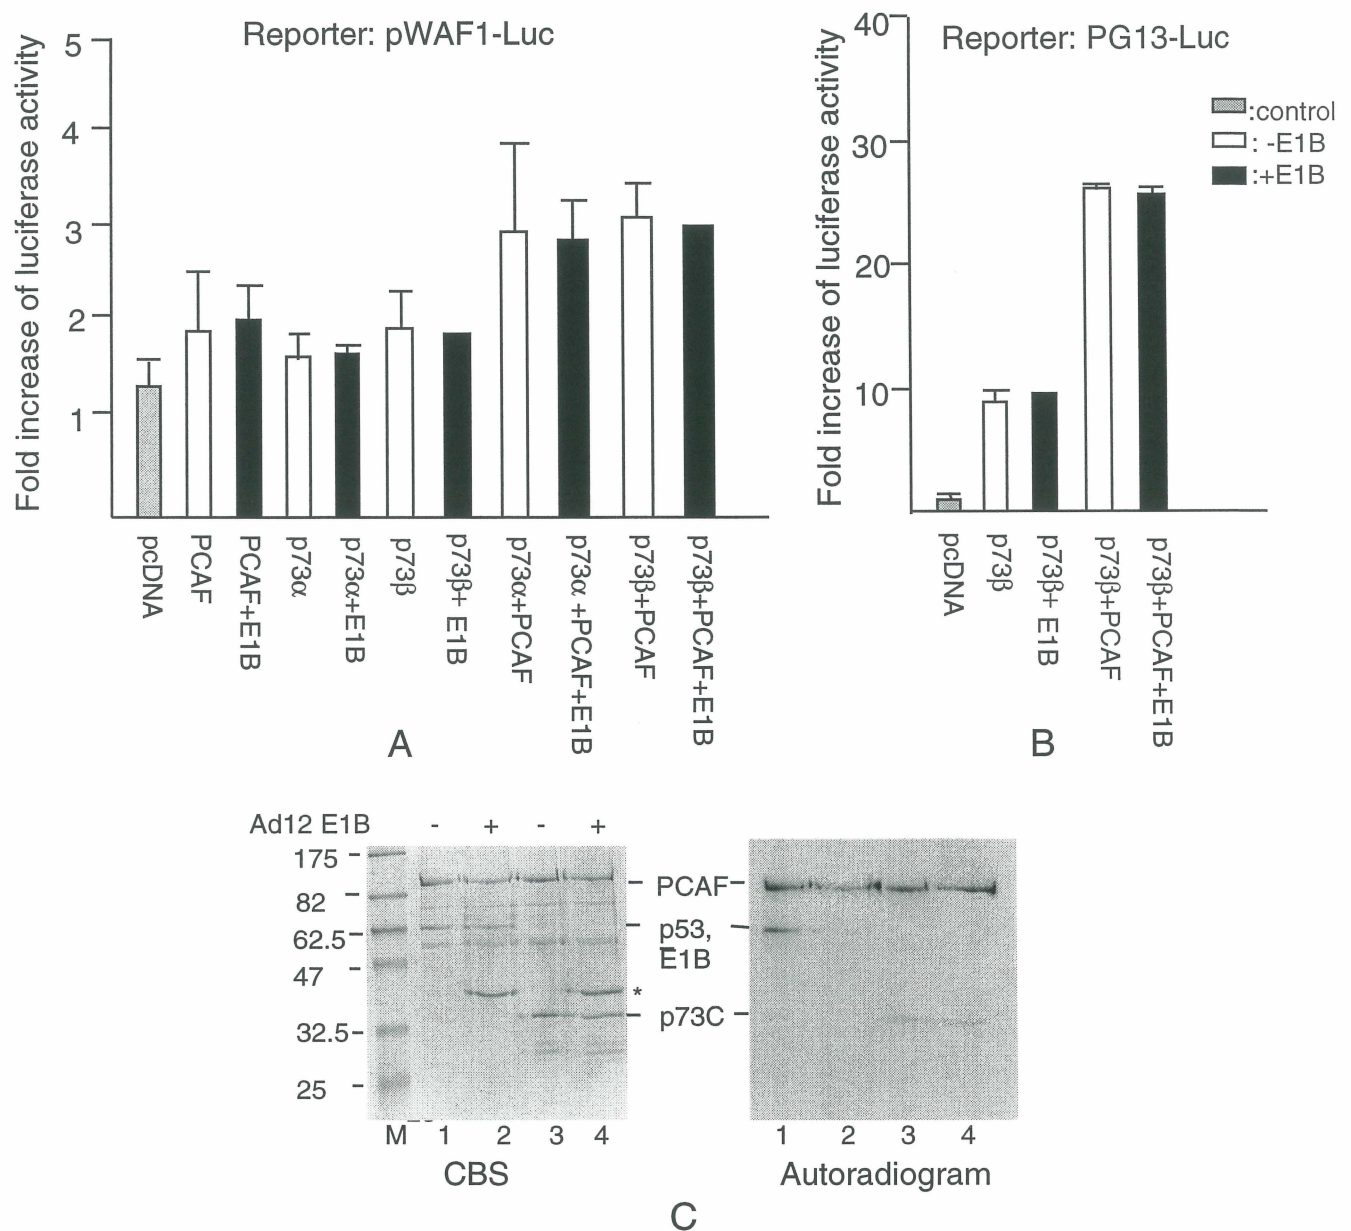 Reporter: pWAF1-Luc
Fold increase of luciferase activity
5
4
3
2
1
pcDNA
PCAF
PCAF+E1B
p73α
p73α+E1B
p73β
p73β+ E1B
p73α+PCAF
p73α +PCAF+E1B
p73β+PCAF
p73β+PCAF+E1B
A
Reporter: PG13-Luc
Fold increase of luciferase activity
40
30
20
10
:control
: -E1B
:+E1B
pcDNA
p73β
p73β+ E1B
p73β+PCAF
p73β+PCAF+E1B
B
Ad12 E1B - + - +
175
82
62.5
47
32.5
25
PCAF
p53,
E1B
*
p73C
M 1 2 3 4
CBS
1 2 3 4
Autoradiogram
C